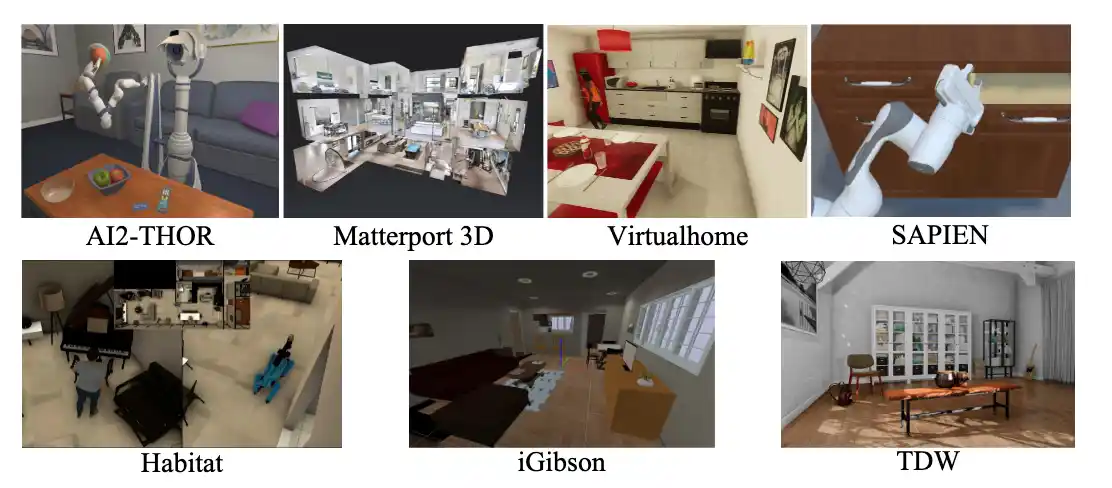 AI2-THOR
Matterport 3D
Virtualhome
SAPIEN
Habitat
iGibson
TDW